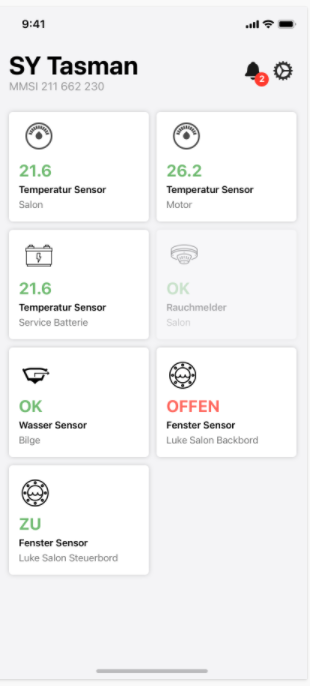 9:41
SY Tasman
MMSI 211 662 230
2
21.6
Temperatur Sensor
Salon
26.2
Temperatur Sensor
Motor
21.6
Temperatur Sensor
Service Batterie
OK
Rauchmelder
Salon
OK
Wasser Sensor
Bilge
OFFEN
Fenster Sensor
Luke Salon Backbord
ZU
Fenster Sensor
Luke Salon Steuerbord